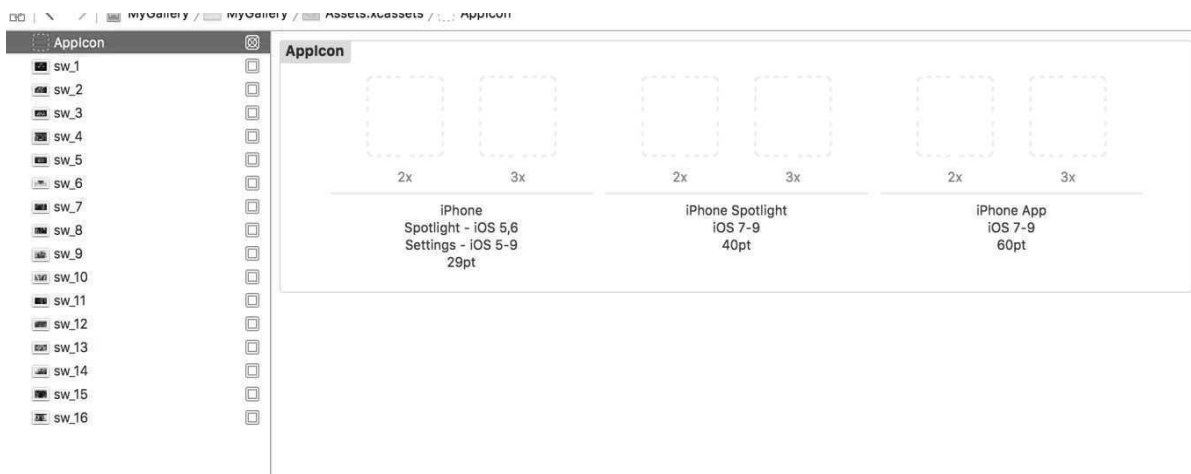 MyGallery MyGallery Assets.xcassets AppIcon
AppIcon
sw_1
sw_2
sw_3
sw_4
sw_5
sw_6
sw_7
sw_8
sw_9
sw_10
sw_11
sw_12
sw_13
sw_14
sw_15
sw_16
AppIcon
2x 3x
iPhone
Spotlight - iOS 5,6
Settings - iOS 5-9
29pt
2x 3x
iPhone Spotlight
iOS 7-9
40pt
2x 3x
iPhone App
iOS 7-9
60pt